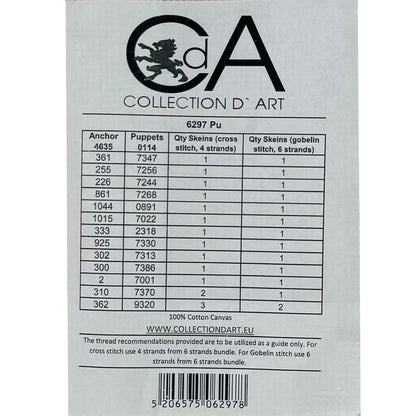 CdA
COLLECTION D` ART
6297 Pu
Anchor 4635 Puppets 0114 Qty Skeins (cross stitch, 4 strands) Qty Skeins (gobelin stitch, 6 strands)
361 7347 1 1
255 7256 1 1
226 7244 1 1
861 7268 1 1
1044 0891 1 1
1015 7022 1 1
333 2318 1 1
925 7330 1 1
302 7313 1 1
300 7386 1 1
2 7001 1 1
310 7370 2 1
362 9320 3 2
100% Cotton Canvas
WWW.COLLECTIONDART.EU
The thread recommendations provided are to be utilized as a guide only. For
cross stitch use 4 strands from 6 strands bundle. For Gobelin stitch use 6
strands from 6 strands bundle.
5 206575 062978